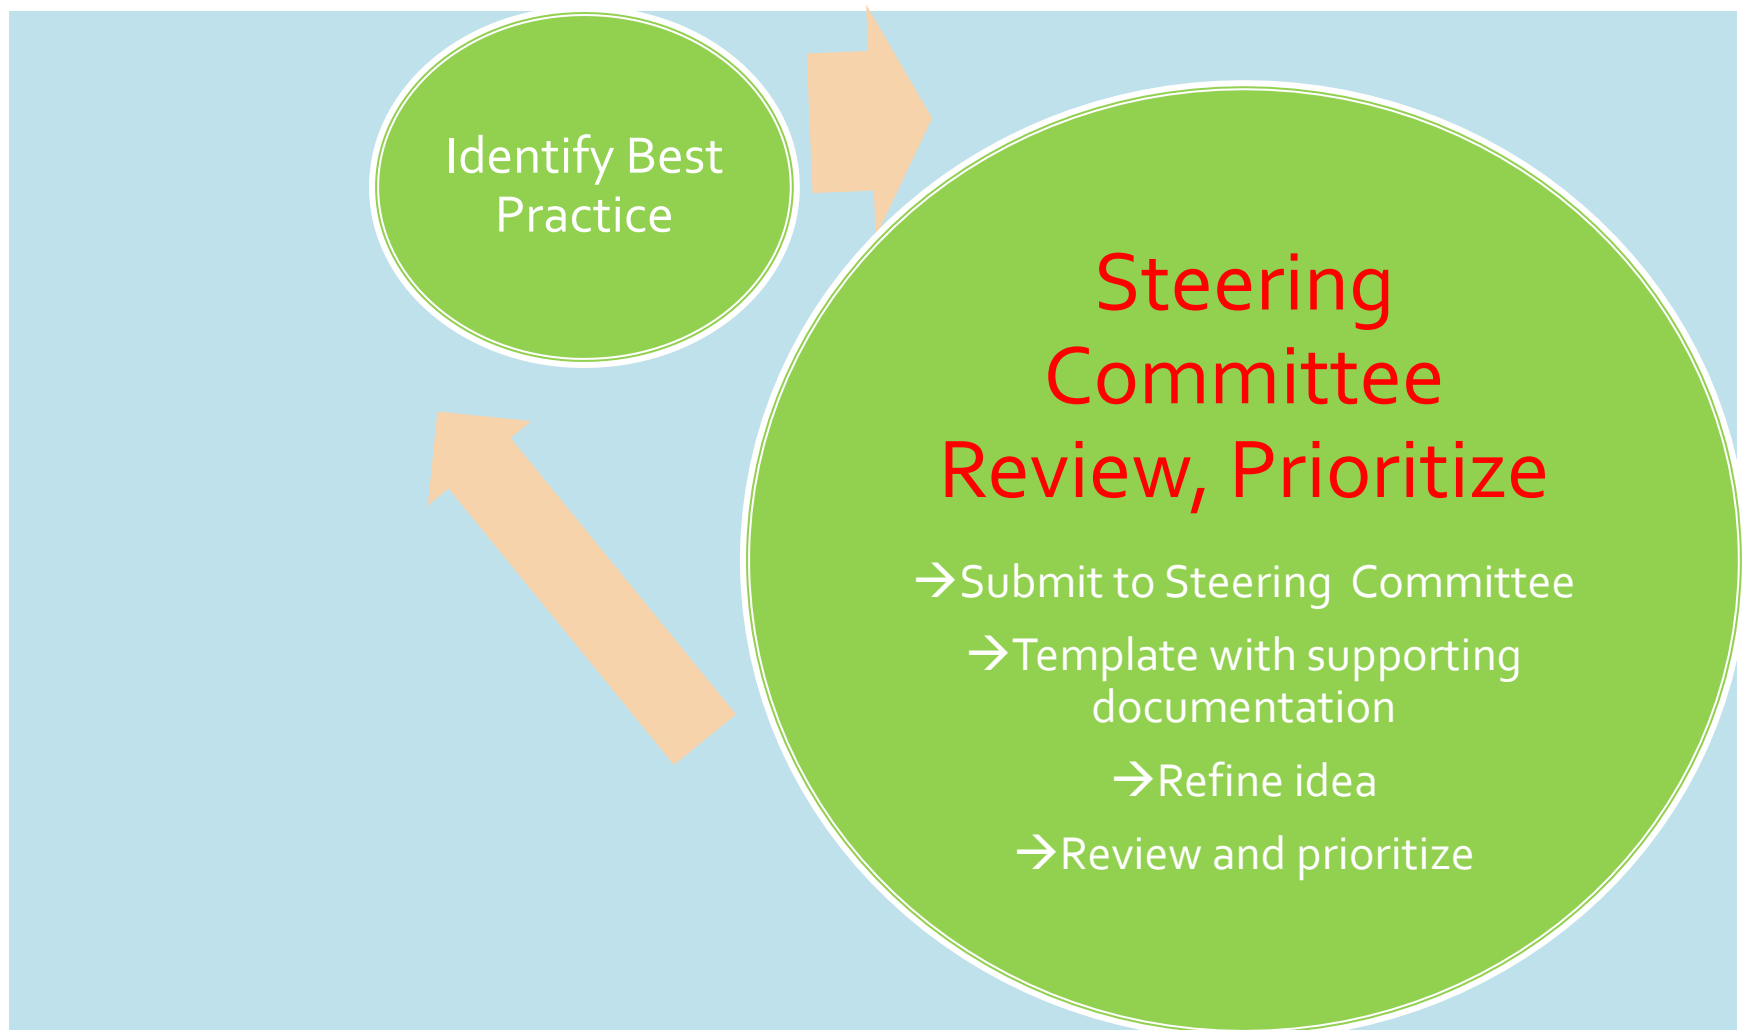 Identify Best
Practice
Steering
Committee
Review, Prioritize
→Submit to Steering  Committee
→Template with supporting
documentation
→Refine idea
→Review and prioritize